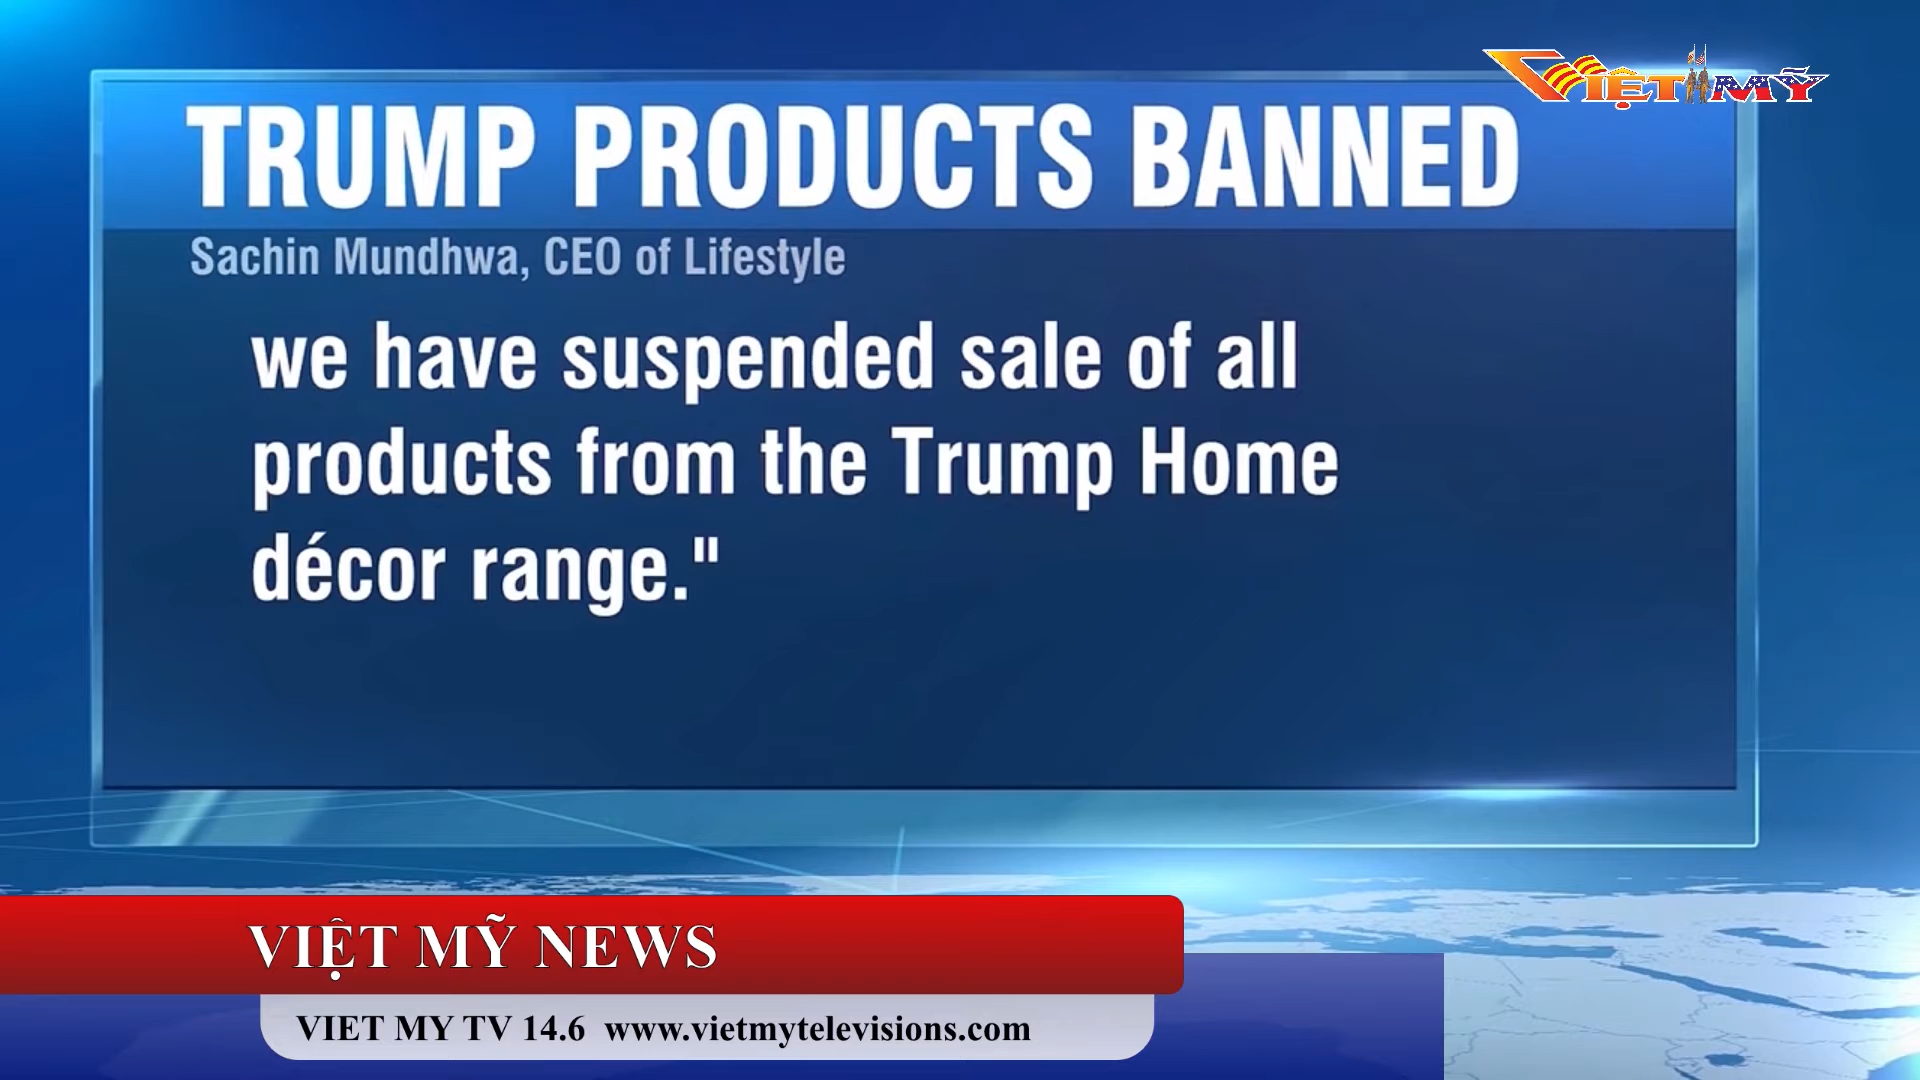 VIỆT MỸ
TRUMP PRODUCTS BANNED
Sachin Mundhwa, CEO of Lifestyle
we have suspended sale of all
products from the Trump Home
décor range."
VIỆT MỸ NEWS
VIET MY TV 14.6 www.vietmytelevisions.com